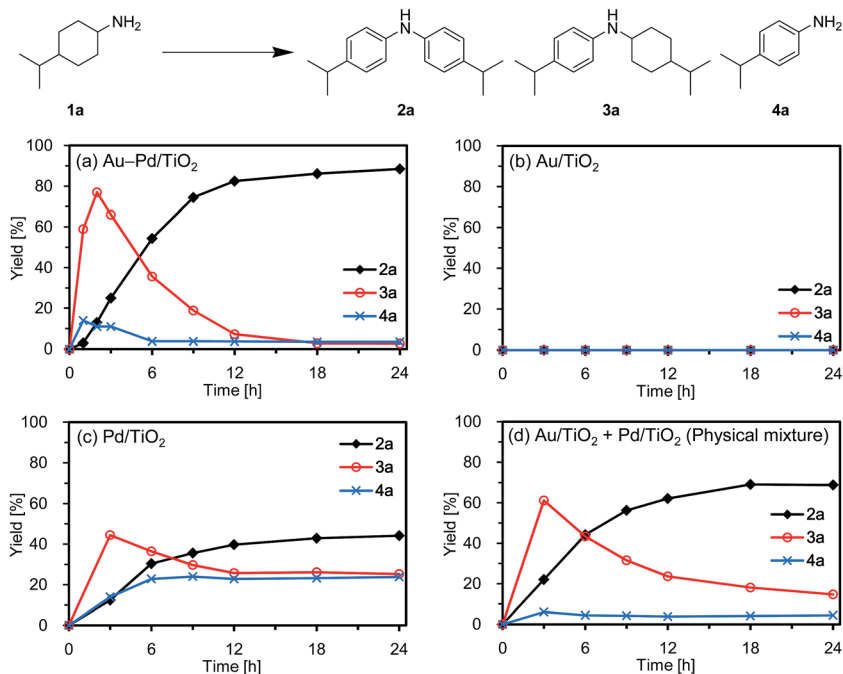 NH₂
H
N
H
N
NH₂
1a
2a
3a
4a
(a) Au–Pd/TiO₂
100
80
60
40
20
0
Yield [%]
2a
3a
4a
0 6 12 18 24
Time [h]
(b) Au/TiO₂
100
80
60
40
20
0
Yield [%]
2a
3a
4a
0 6 12 18 24
Time [h]
(c) Pd/TiO₂
100
80
60
40
20
0
Yield [%]
2a
3a
4a
0 6 12 18 24
Time [h]
(d) Au/TiO₂ + Pd/TiO₂ (Physical mixture)
100
80
60
40
20
0
Yield [%]
2a
3a
4a
0 6 12 18 24
Time [h]